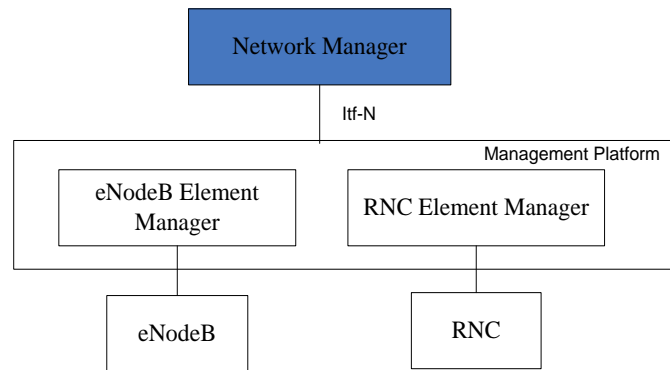 Network Manager
Itf-N
Management Platform
eNodeB Element
Manager
RNC Element Manager
eNodeB
RNC